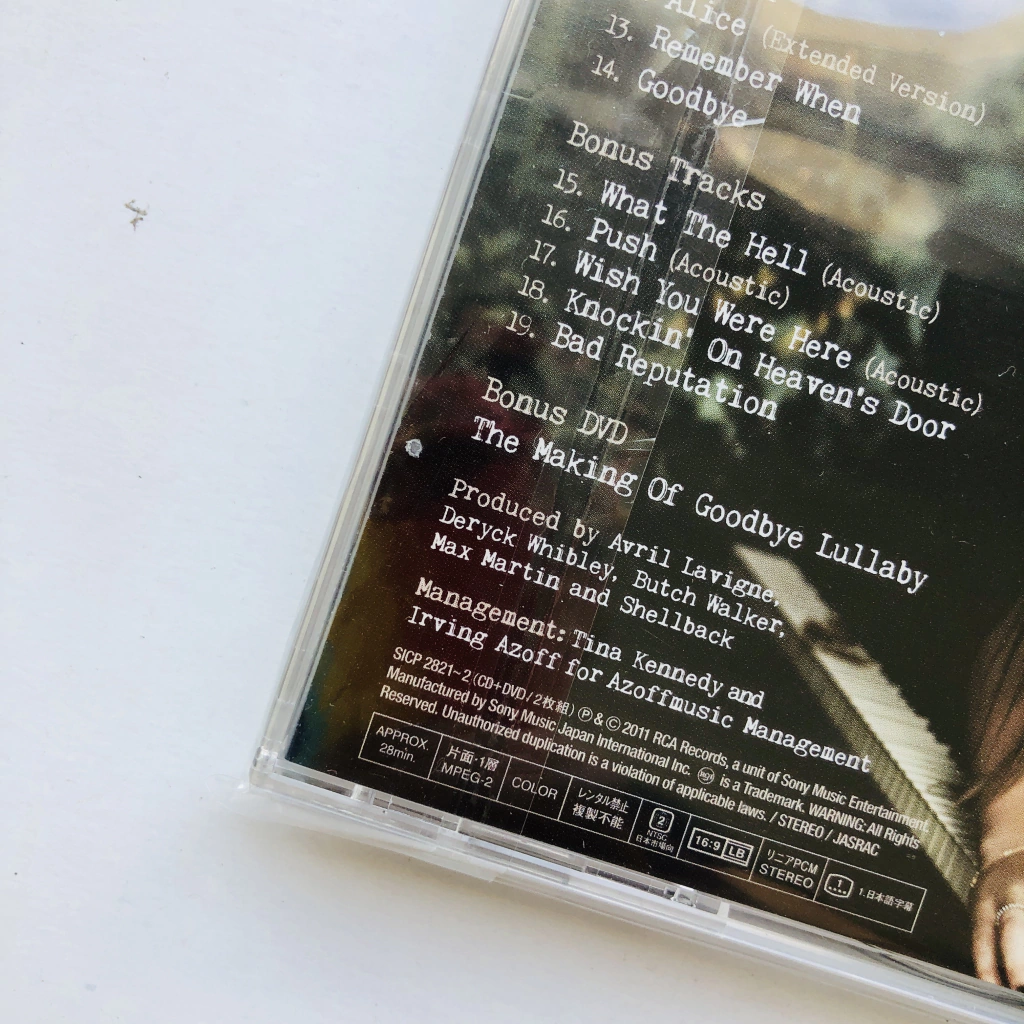 Alice (Extended Version)
13. Remember When
14. Goodbye
Bonus Tracks
15. What The Hell (Acoustic)
16. Push (Acoustic)
17. Wish You Were Here (Acoustic)
18. Knockin' On Heaven's Door
19. Bad Reputation
Bonus DVD
The Making Of Goodbye Lullaby
Produced by Avril Lavigne,
Deryck Whibley, Butch Walker,
Max Martin and Shellback
Management: Tina Kennedy and
Irving Azoff for Azoffmusic Management
SICP 2821~2 (CD+DVD/2枚組) Ⓟ & © 2011 RCA Records, a unit of Sony Music Entertainment.
Manufactured by Sony Music Japan International Inc. RCA is a Trademark. WARNING: All Rights
Reserved. Unauthorized duplication is a violation of applicable laws. / STEREO / JASRAC
APPROX.
28min.
片面・1層
MPEG-2
COLOR
レンタル禁止
複製不能
2
NTSC
日本市場向
16:9 LB
リニアPCM
STEREO
1
1.日本語字幕